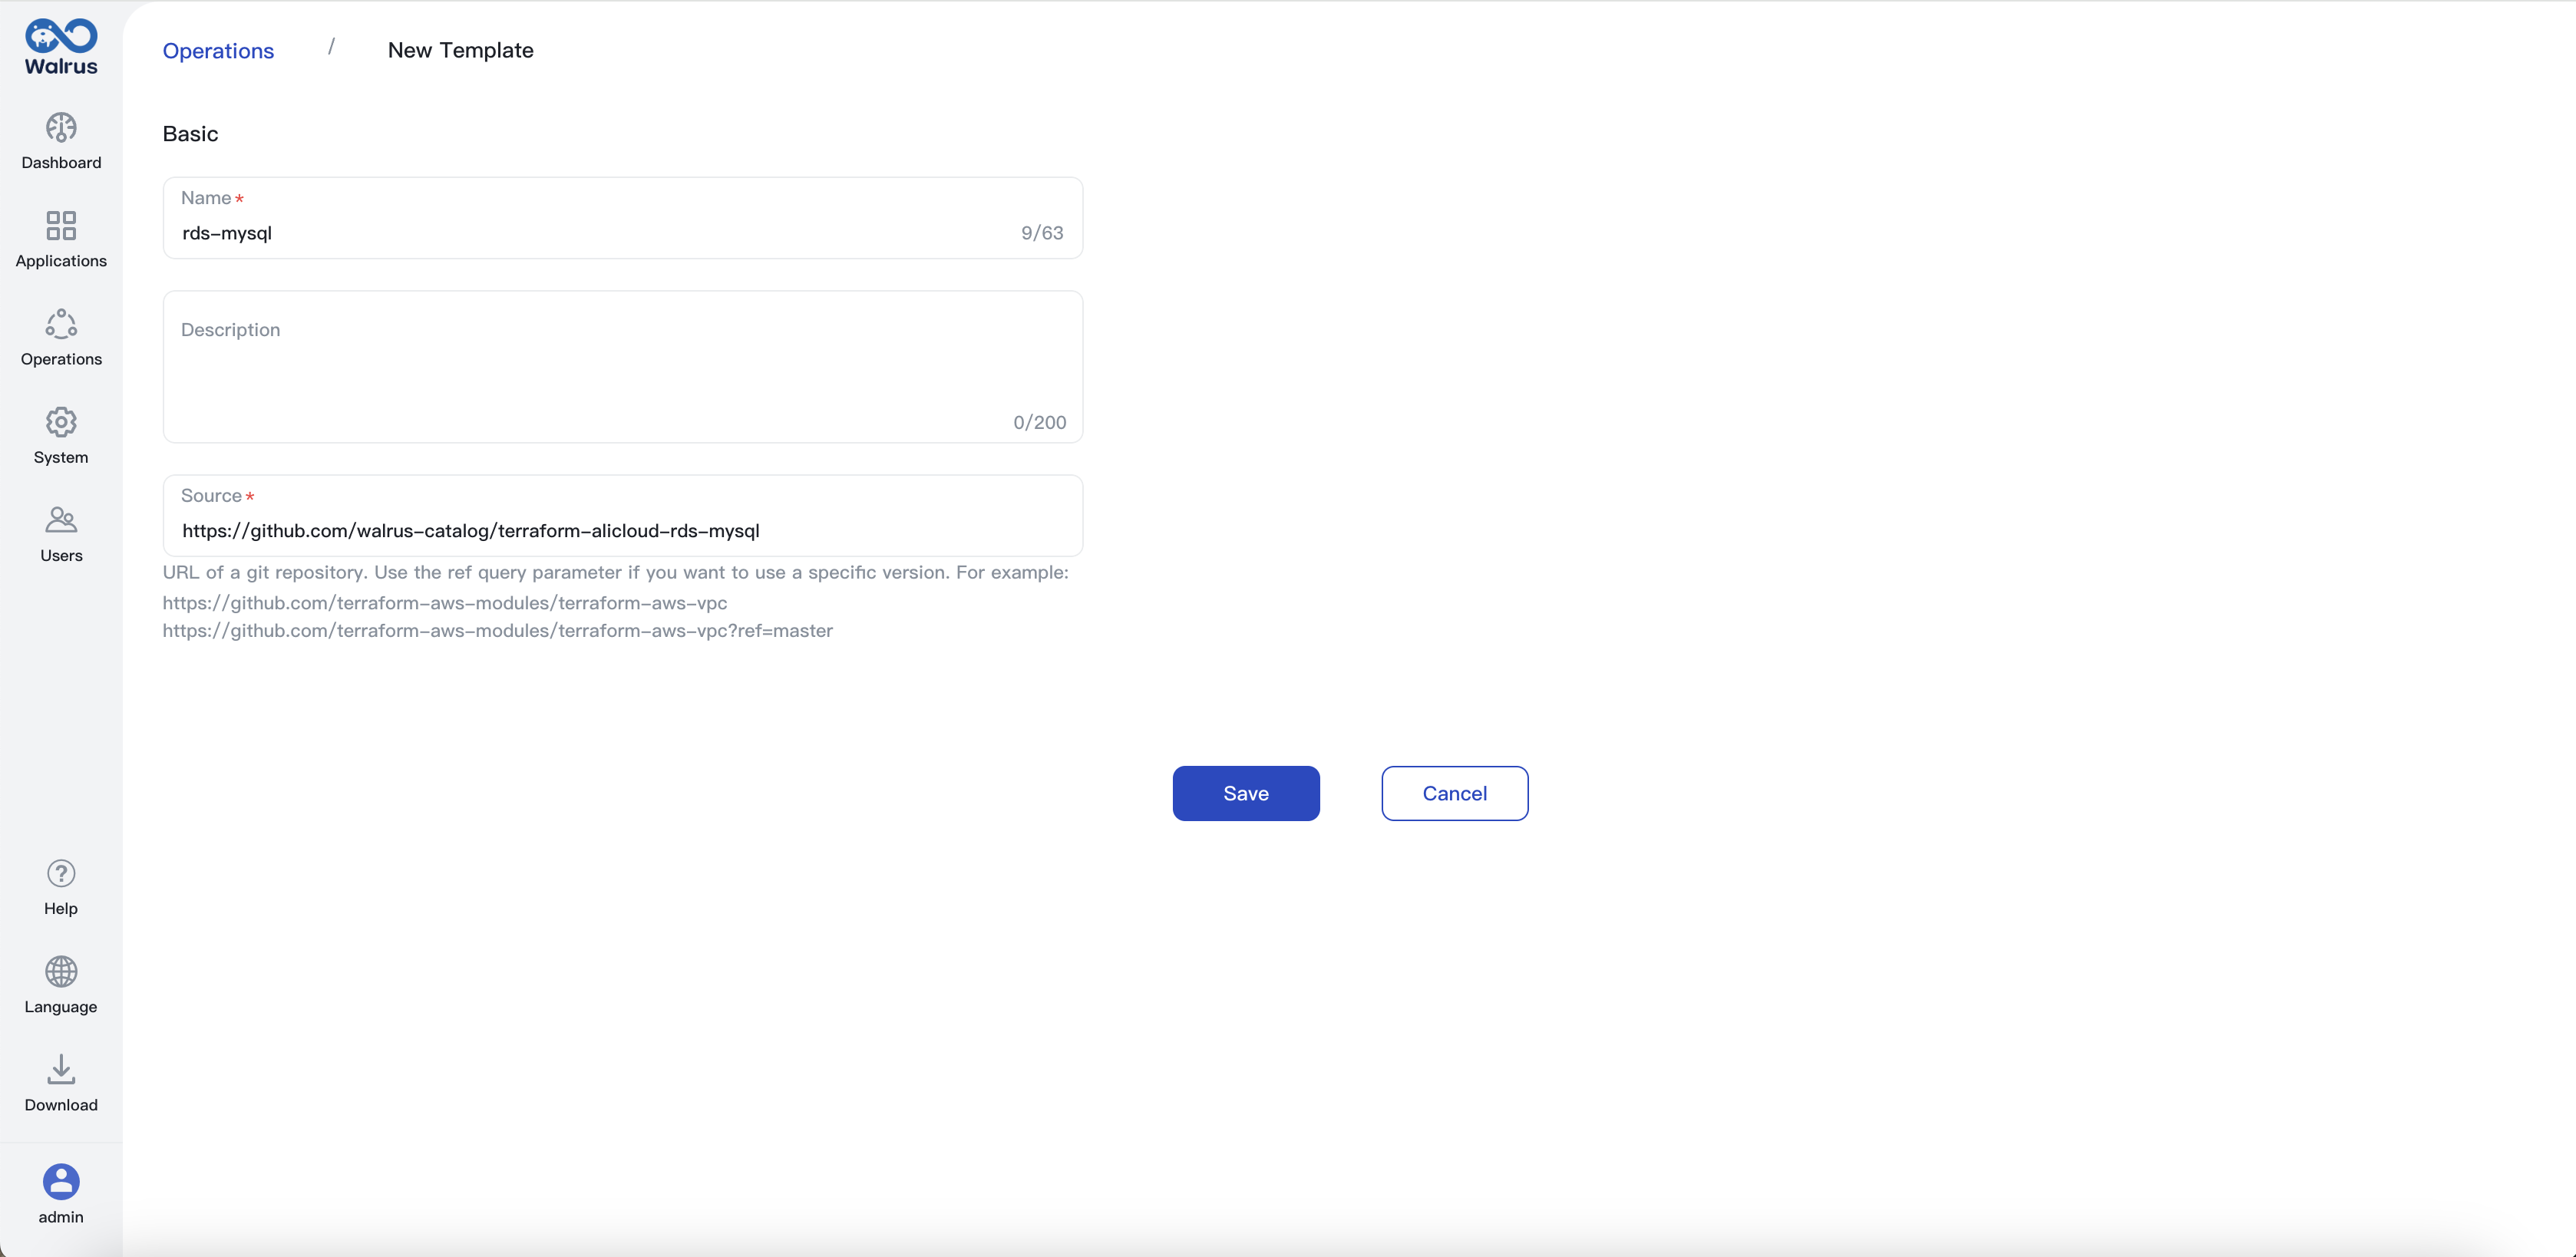 Walrus
Dashboard
Applications
Operations
System
Users
Help
Language
Download
admin
Operations / New Template
Basic
Name *
rds-mysql 9/63
Description
0/200
Source *
https://github.com/walrus-catalog/terraform-alicloud-rds-mysql
URL of a git repository. Use the ref query parameter if you want to use a specific version. For example:
https://github.com/terraform-aws-modules/terraform-aws-vpc
https://github.com/terraform-aws-modules/terraform-aws-vpc?ref=master
Save Cancel